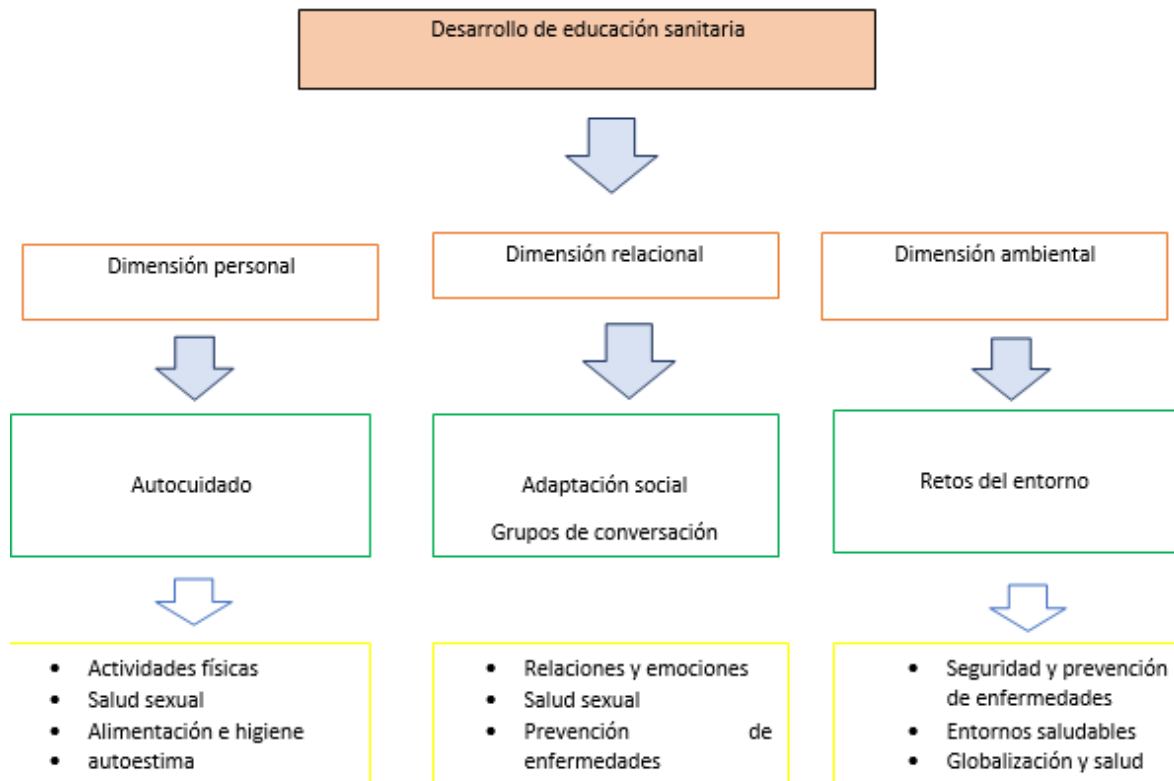 Desarrollo de educación sanitaria
Dimensión personal
Dimensión relacional
Dimensión ambiental
Autocuidado
Adaptación social
Grupos de conversación
Retos del entorno
• Actividades físicas
• Salud sexual
• Alimentación e higiene
• autoestima
• Relaciones y emociones
• Salud sexual
• Prevención de
enfermedades
• Seguridad y prevención
de enfermedades
• Entornos saludables
• Globalización y salud